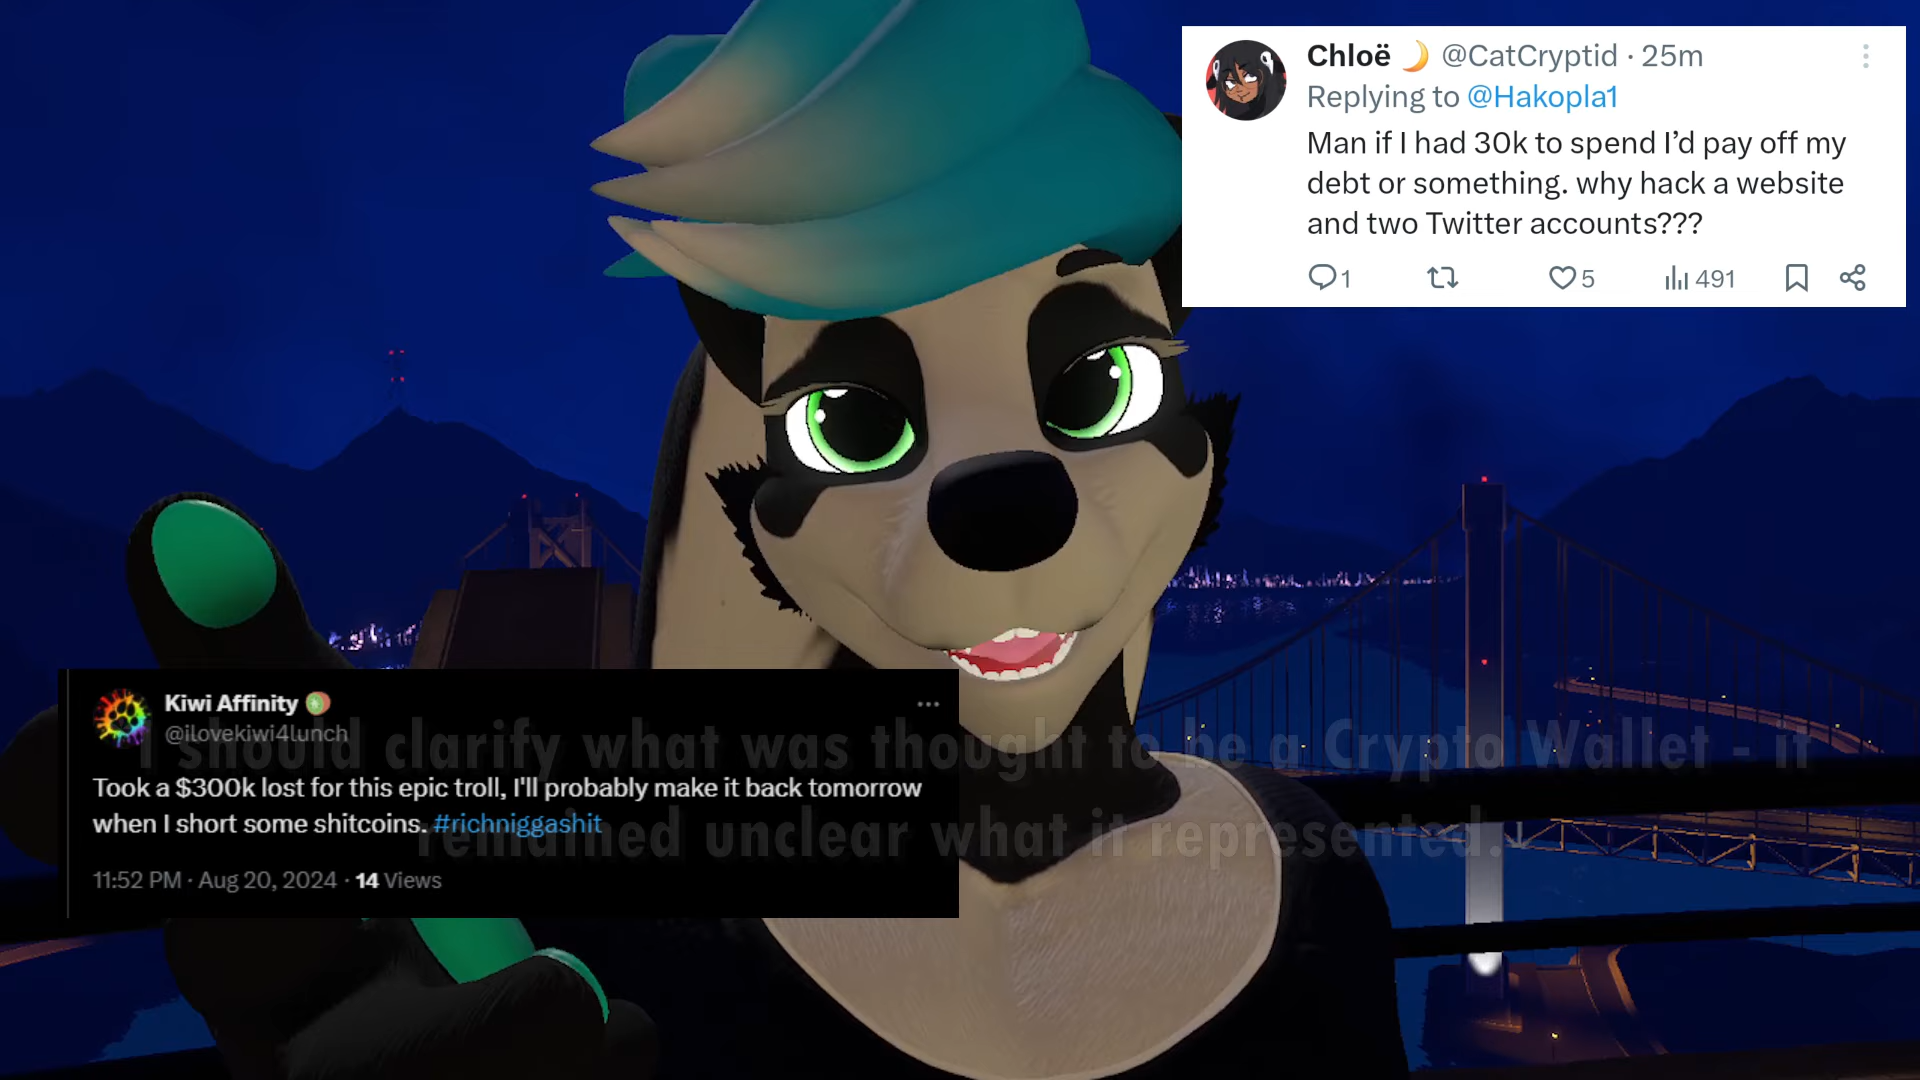 Chloë 🌙 @CatCryptid · 25m
Replying to @Hakopla1
Man if I had 30k to spend I’d pay off my
debt or something. why hack a website
and two Twitter accounts???
1 5 491
Kiwi Affinity 🥝
@ilovekiwi4lunch
Took a $300k lost for this epic troll, I'll probably make it back tomorrow
when I short some shitcoins. #richniggashit
11:52 PM · Aug 20, 2024 · 14 Views
I should clarify what was thought to be a Crypto Wallet - it
remained unclear what it represented.